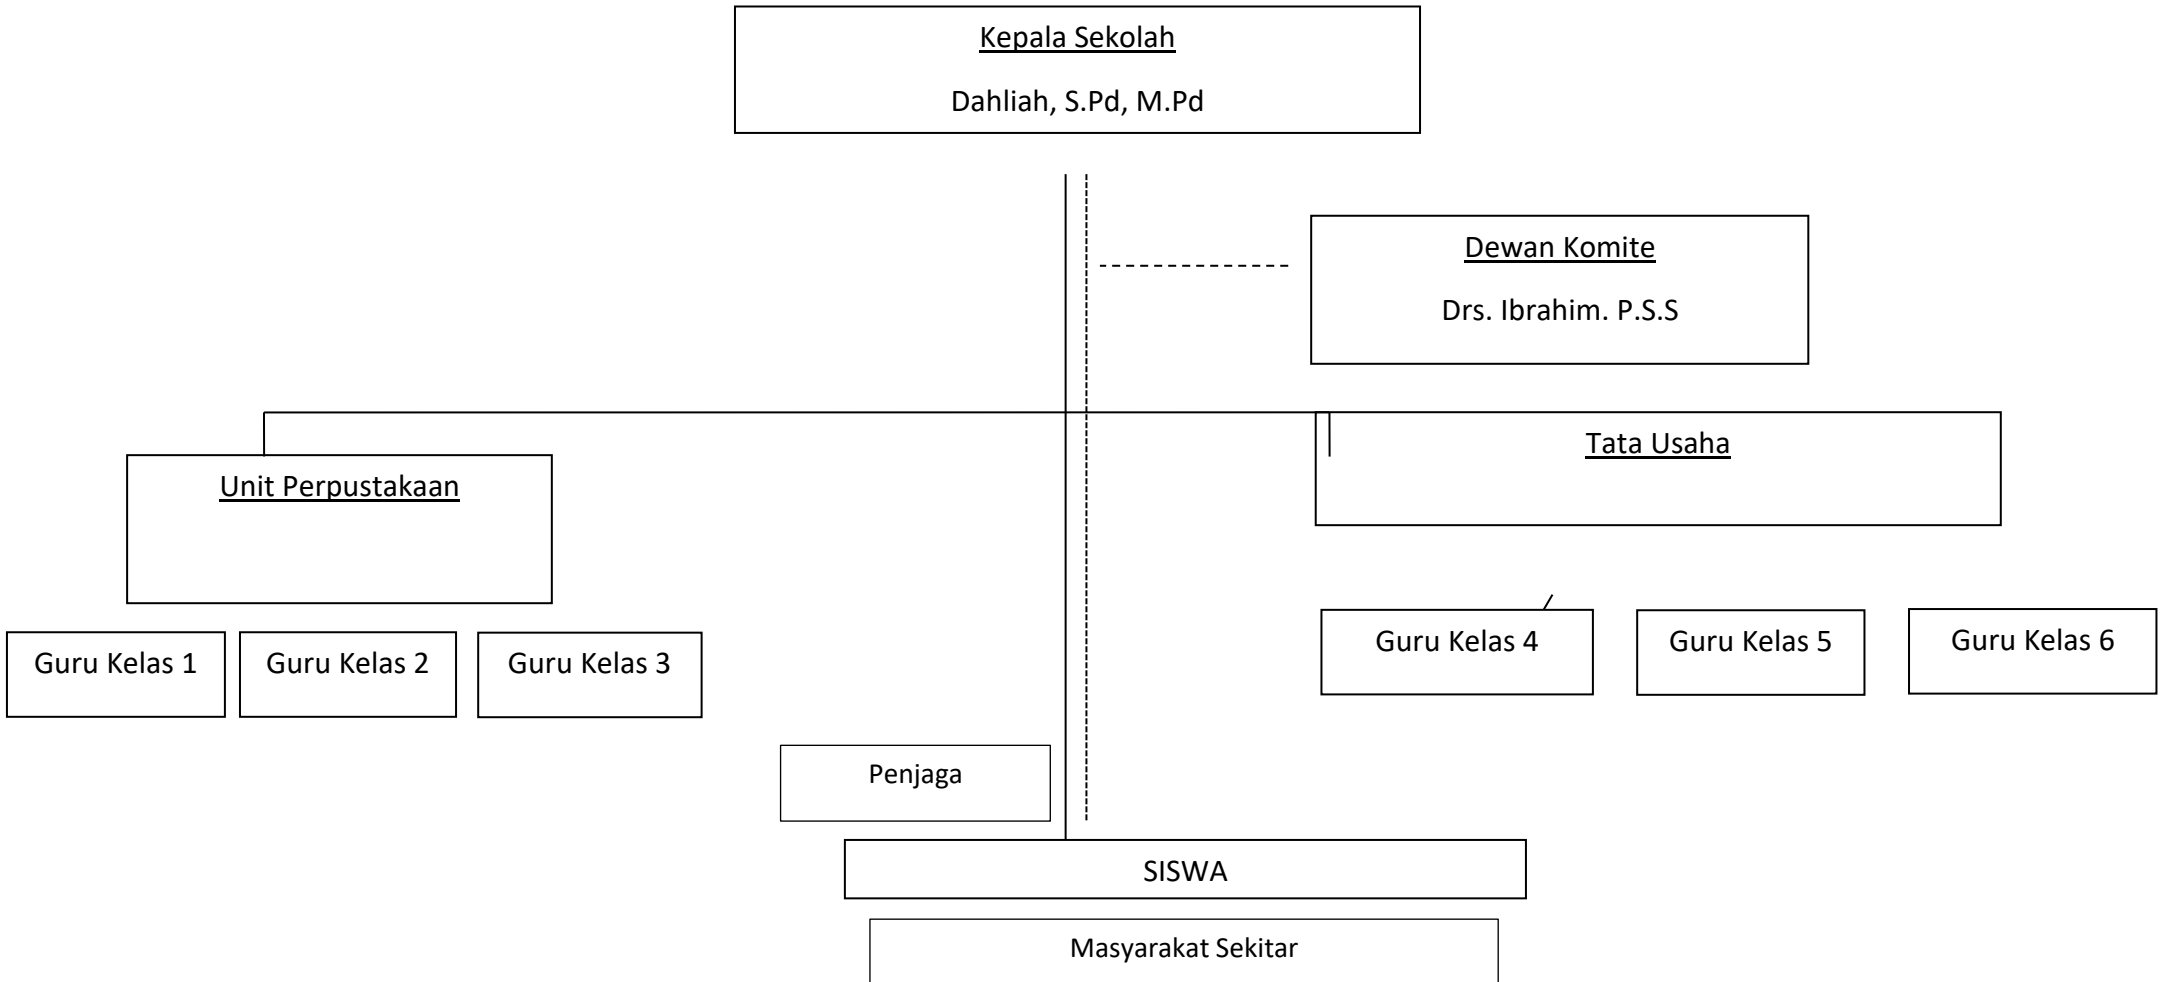 Kepala Sekolah
Dahliah, S.Pd, M.Pd
Dewan Komite
Drs. Ibrahim. P.S.S
Tata Usaha
Unit Perpustakaan
Guru Kelas 1
Guru Kelas 2
Guru Kelas 3
Guru Kelas 4
Guru Kelas 5
Guru Kelas 6
Penjaga
SISWA
Masyarakat Sekitar